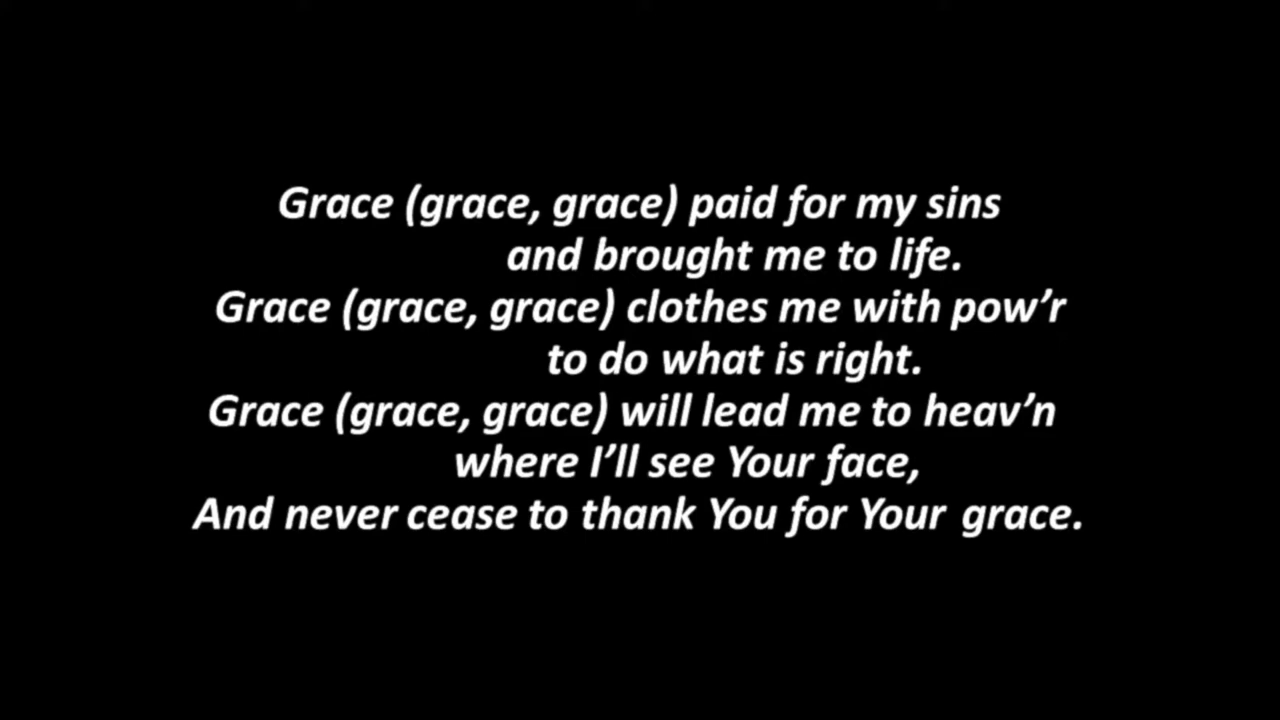 Grace (grace, grace) paid for my sins
and brought me to life.
Grace (grace, grace) clothes me with pow’r
to do what is right.
Grace (grace, grace) will lead me to heav’n
where I’ll see Your face,
And never cease to thank You for Your grace.